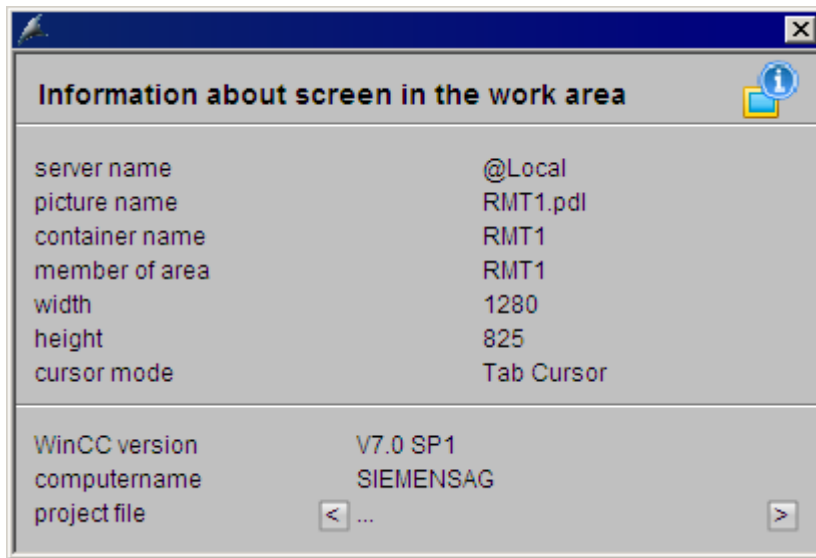 Information about screen in the work area
server name @Local
picture name RMT1.pdl
container name RMT1
member of area RMT1
width 1280
height 825
cursor mode Tab Cursor
WinCC version V7.0 SP1
computername SIEMENSAG
project file < ... >